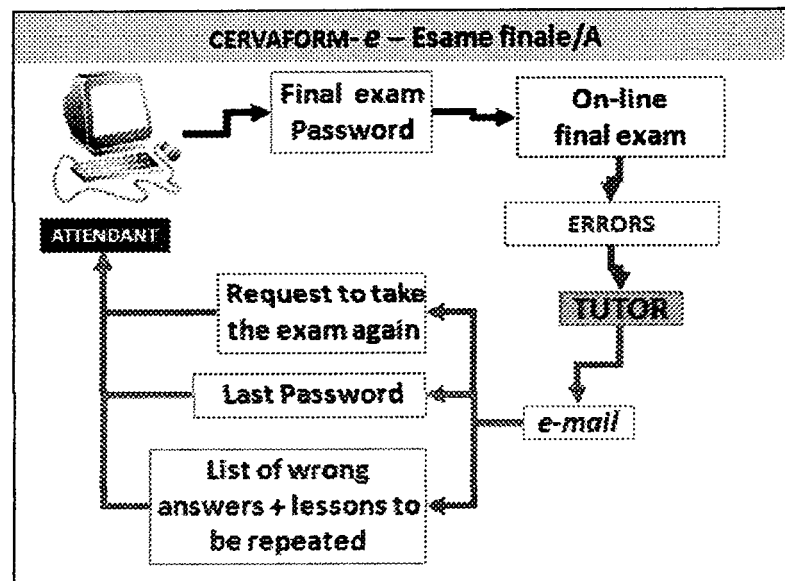 CERVAFORM- e – Esame finale/A
Final exam
Password
On-line
final exam
ATTENDANT
ERRORS
Request to take
the exam again
TUTOR
Last Password
e-mail
List of wrong
answers + lessons to
be repeated